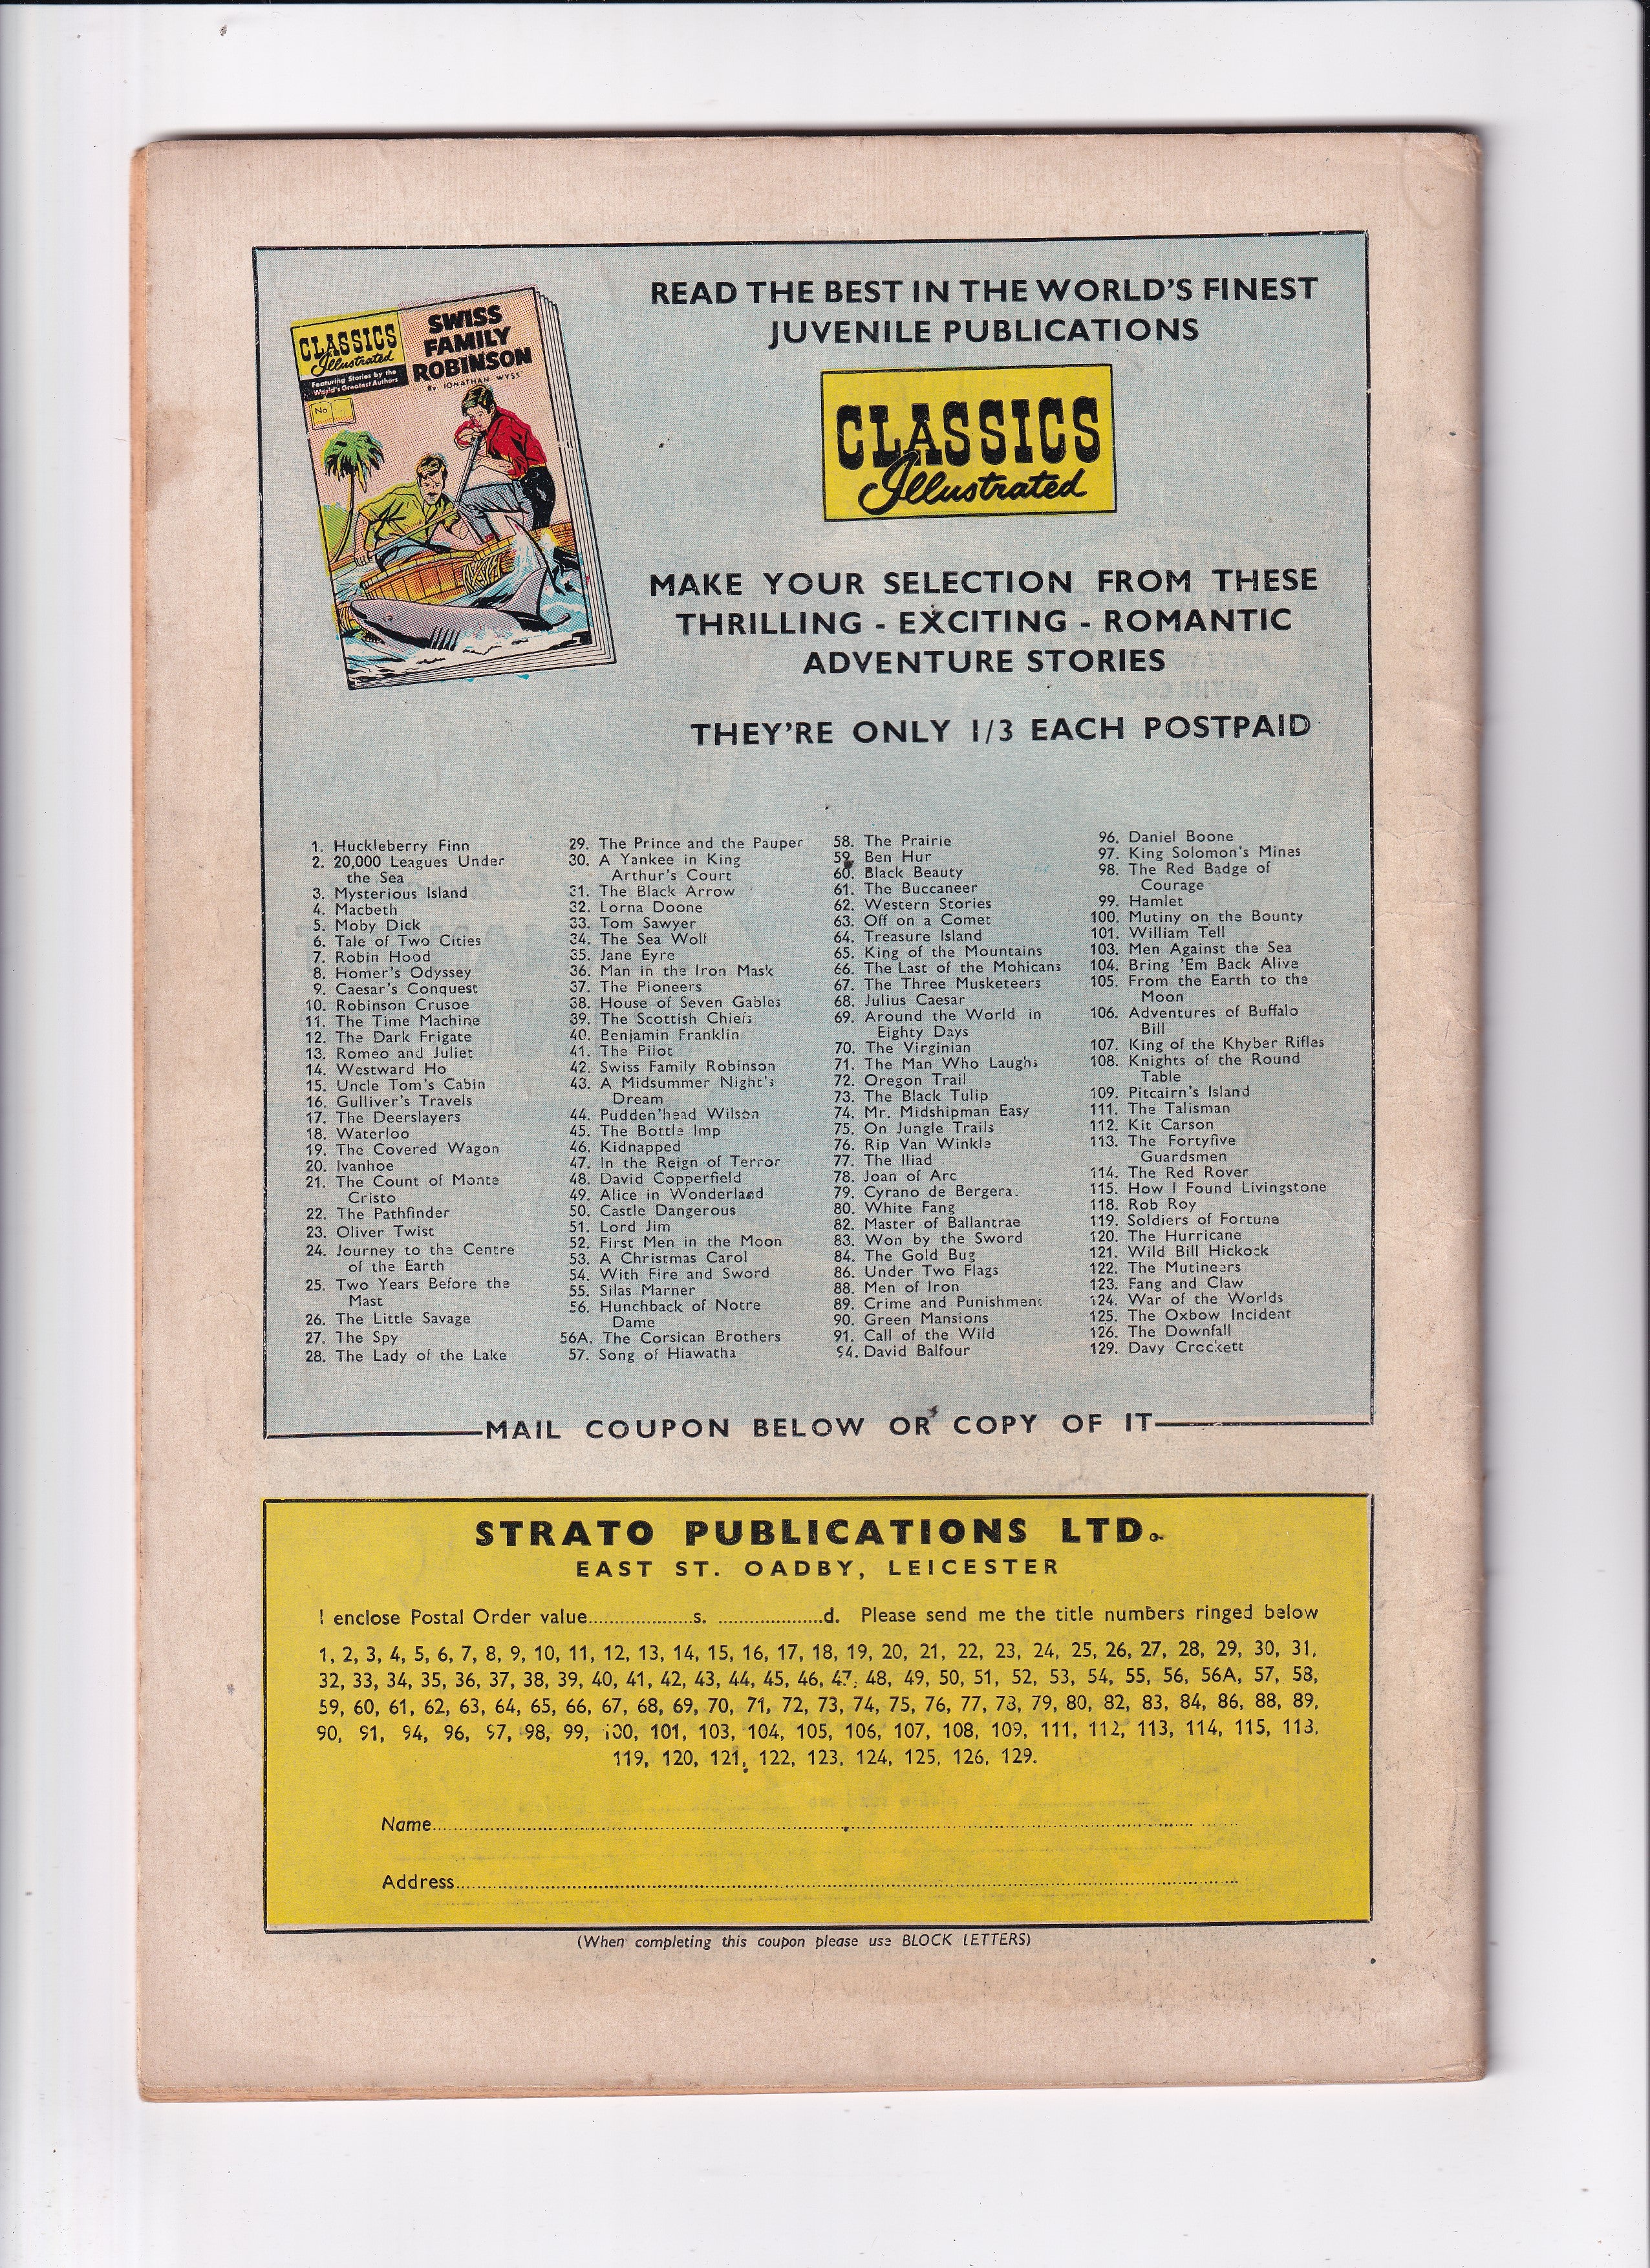 CLASSICS
Illustrated
Featuring Stories by the
World's Greatest Authors
No
SWISS
FAMILY
ROBINSON
By JONATHAN WYSS
READ THE BEST IN THE WORLD'S FINEST
JUVENILE PUBLICATIONS
CLASSICS
Illustrated
MAKE YOUR SELECTION FROM THESE
THRILLING - EXCITING - ROMANTIC
ADVENTURE STORIES
THEY'RE ONLY 1/3 EACH POSTPAID
1. Huckleberry Finn
2. 20,000 Leagues Under
the Sea
3. Mysterious Island
4. Macbeth
5. Moby Dick
6. Tale of Two Cities
7. Robin Hood
8. Homer's Odyssey
9. Caesar's Conquest
10. Robinson Crusoe
11. The Time Machine
12. The Dark Frigate
13. Romeo and Juliet
14. Westward Ho
15. Uncle Tom's Cabin
16. Gulliver's Travels
17. The Deerslayers
18. Waterloo
19. The Covered Wagon
20. Ivanhoe
21. The Count of Monte
Cristo
22. The Pathfinder
23. Oliver Twist
24. Journey to the Centre
of the Earth
25. Two Years Before the
Mast
26. The Little Savage
27. The Spy
28. The Lady of the Lake
29. The Prince and the Pauper
30. A Yankee in King
Arthur's Court
31. The Black Arrow
32. Lorna Doone
33. Tom Sawyer
34. The Sea Wolf
35. Jane Eyre
36. Man in the Iron Mask
37. The Pioneers
38. House of Seven Gables
39. The Scottish Chiefs
40. Benjamin Franklin
41. The Pilot
42. Swiss Family Robinson
43. A Midsummer Night's
Dream
44. Pudden'head Wilson
45. The Bottle Imp
46. Kidnapped
47. In the Reign of Terror
48. David Copperfield
49. Alice in Wonderland
50. Castle Dangerous
51. Lord Jim
52. First Men in the Moon
53. A Christmas Carol
54. With Fire and Sword
55. Silas Marner
56. Hunchback of Notre
Dame
56A. The Corsican Brothers
57. Song of Hiawatha
58. The Prairie
59. Ben Hur
60. Black Beauty
61. The Buccaneer
62. Western Stories
63. Off on a Comet
64. Treasure Island
65. King of the Mountains
66. The Last of the Mohicans
67. The Three Musketeers
68. Julius Caesar
69. Around the World in
Eighty Days
70. The Virginian
71. The Man Who Laughs
72. Oregon Trail
73. The Black Tulip
74. Mr. Midshipman Easy
75. On Jungle Trails
76. Rip Van Winkle
77. The Iliad
78. Joan of Arc
79. Cyrano de Bergerac
80. White Fang
82. Master of Ballantrae
83. Won by the Sword
84. The Gold Bug
86. Under Two Flags
88. Men of Iron
89. Crime and Punishment
90. Green Mansions
91. Call of the Wild
94. David Balfour
96. Daniel Boone
97. King Solomon's Mines
98. The Red Badge of
Courage
99. Hamlet
100. Mutiny on the Bounty
101. William Tell
103. Men Against the Sea
104. Bring 'Em Back Alive
105. From the Earth to the
Moon
106. Adventures of Buffalo
Bill
107. King of the Khyber Rifles
108. Knights of the Round
Table
109. Pitcairn's Island
111. The Talisman
112. Kit Carson
113. The Fortyfive
Guardsmen
114. The Red Rover
115. How I Found Livingstone
118. Rob Roy
119. Soldiers of Fortune
120. The Hurricane
121. Wild Bill Hickock
122. The Mutineers
123. Fang and Claw
124. War of the Worlds
125. The Oxbow Incident
126. The Downfall
129. Davy Crockett
MAIL COUPON BELOW OR COPY OF IT
STRATO PUBLICATIONS LTD.
EAST ST. OADBY, LEICESTER
I enclose Postal Order value..................s. ..................d. Please send me the title numbers ringed below
1, 2, 3, 4, 5, 6, 7, 8, 9, 10, 11, 12, 13, 14, 15, 16, 17, 18, 19, 20, 21, 22, 23, 24, 25, 26, 27, 28, 29, 30, 31,
32, 33, 34, 35, 36, 37, 38, 39, 40, 41, 42, 43, 44, 45, 46, 47, 48, 49, 50, 51, 52, 53, 54, 55, 56, 56A, 57, 58,
59, 60, 61, 62, 63, 64, 65, 66, 67, 68, 69, 70, 71, 72, 73, 74, 75, 76, 77, 78, 79, 80, 82, 83, 84, 86, 88, 89,
90, 91, 94, 96, 97, 98, 99, 100, 101, 103, 104, 105, 106, 107, 108, 109, 111, 112, 113, 114, 115, 118,
119, 120, 121, 122, 123, 124, 125, 126, 129.
Name..................
Address..................
(When completing this coupon please use BLOCK LETTERS)